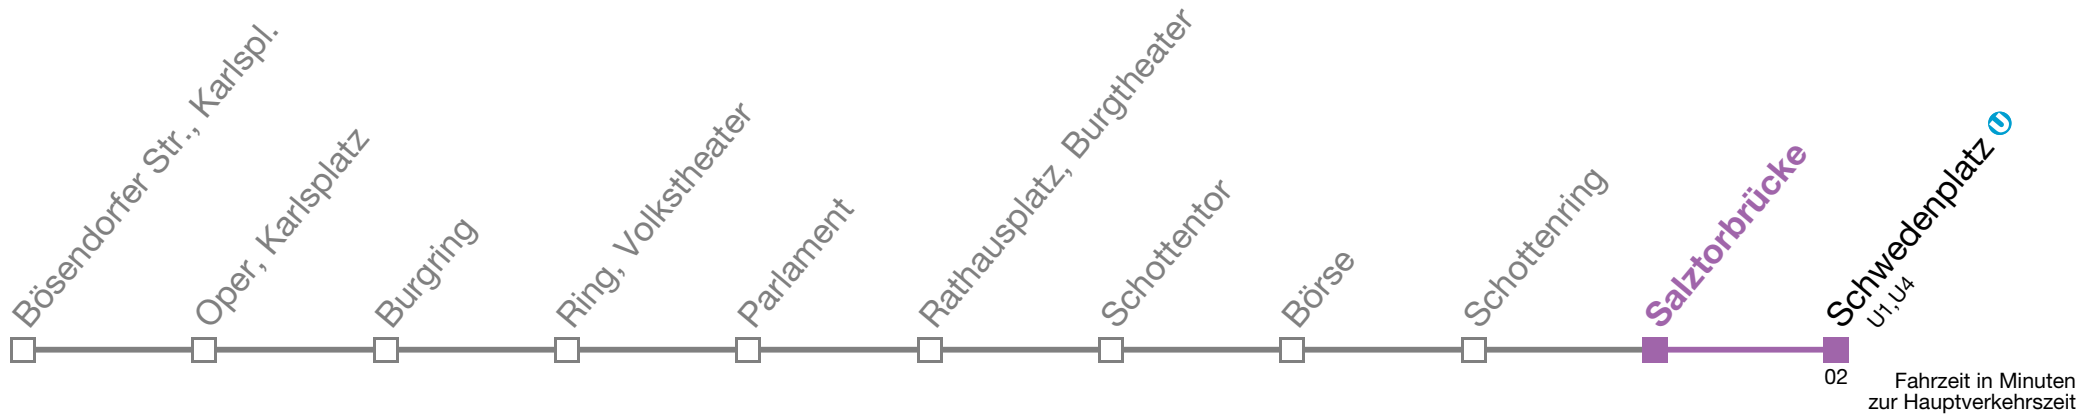 Bösendorfer Str., Karlspl.
Oper, Karlsplatz
Burgring
Ring, Volkstheater
Parlament
Rathausplatz, Burgtheater
Schottentor
Börse
Schottenring
Salztorbrücke
Schwedenplatz U
U1,U4
02
Fahrzeit in Minuten
zur Hauptverkehrszeit